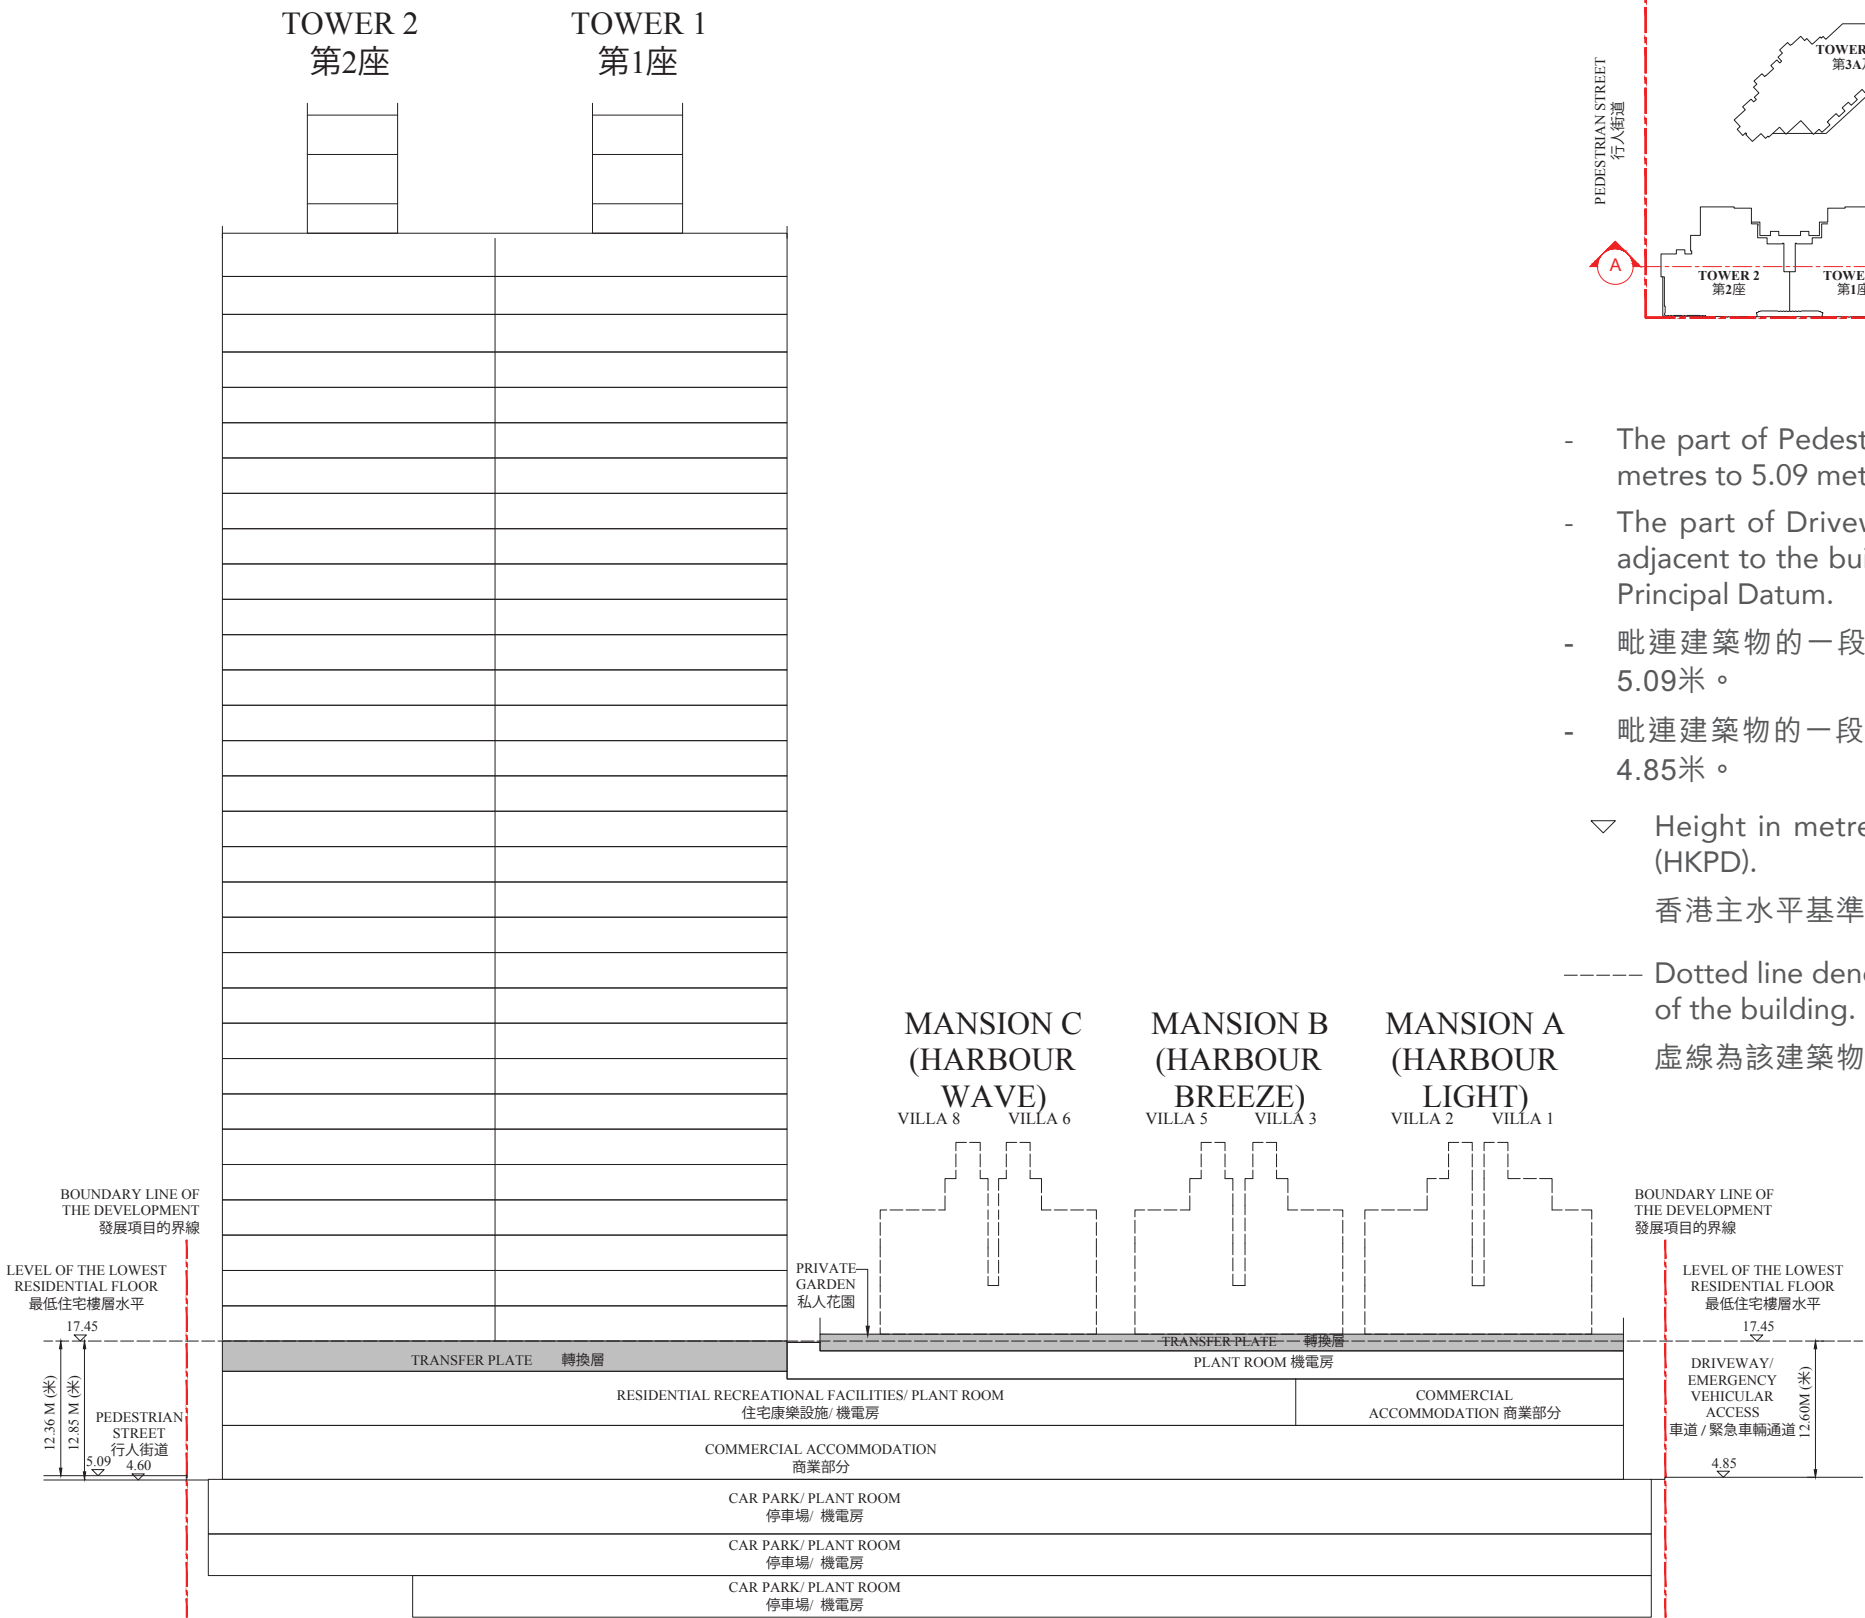 TOWER 2
第2座
TOWER 1
第1座
PEDESTRIAN STREET
行人街道
TOWER
第3A
A
TOWER 2
第2座
TOWE
第1座
- The part of Pedest
metres to 5.09 met
- The part of Drivew
adjacent to the bui
Principal Datum.
- 毗連建築物的一段
5.09米。
- 毗連建築物的一段
4.85米。
Height in metre
(HKPD).
香港主水平基準
Dotted line deno
of the building.
虛線為該建築物
MANSION C
(HARBOUR
WAVE)
VILLA 8 VILLA 6
MANSION B
(HARBOUR
BREEZE)
VILLA 5 VILLA 3
MANSION A
(HARBOUR
LIGHT)
VILLA 2 VILLA 1
BOUNDARY LINE OF
THE DEVELOPMENT
發展項目的界線
LEVEL OF THE LOWEST
RESIDENTIAL FLOOR
最低住宅樓層水平
17.45
12.36 M (米)
12.85 M (米)
PEDESTRIAN
STREET
行人街道
5.09 4.60
PRIVATE
GARDEN
私人花園
BOUNDARY LINE OF
THE DEVELOPMENT
發展項目的界線
LEVEL OF THE LOWEST
RESIDENTIAL FLOOR
最低住宅樓層水平
17.45
DRIVEWAY/
EMERGENCY
VEHICULAR
ACCESS
車道 / 緊急車輛通道
12.60M (米)
4.85
TRANSFER PLATE 轉換層
TRANSFER PLATE 轉換層
PLANT ROOM 機電房
RESIDENTIAL RECREATIONAL FACILITIES/ PLANT ROOM
住宅康樂設施/ 機電房
COMMERCIAL
ACCOMMODATION 商業部分
COMMERCIAL ACCOMMODATION
商業部分
CAR PARK/ PLANT ROOM
停車場/ 機電房
CAR PARK/ PLANT ROOM
停車場/ 機電房
CAR PARK/ PLANT ROOM
停車場/ 機電房